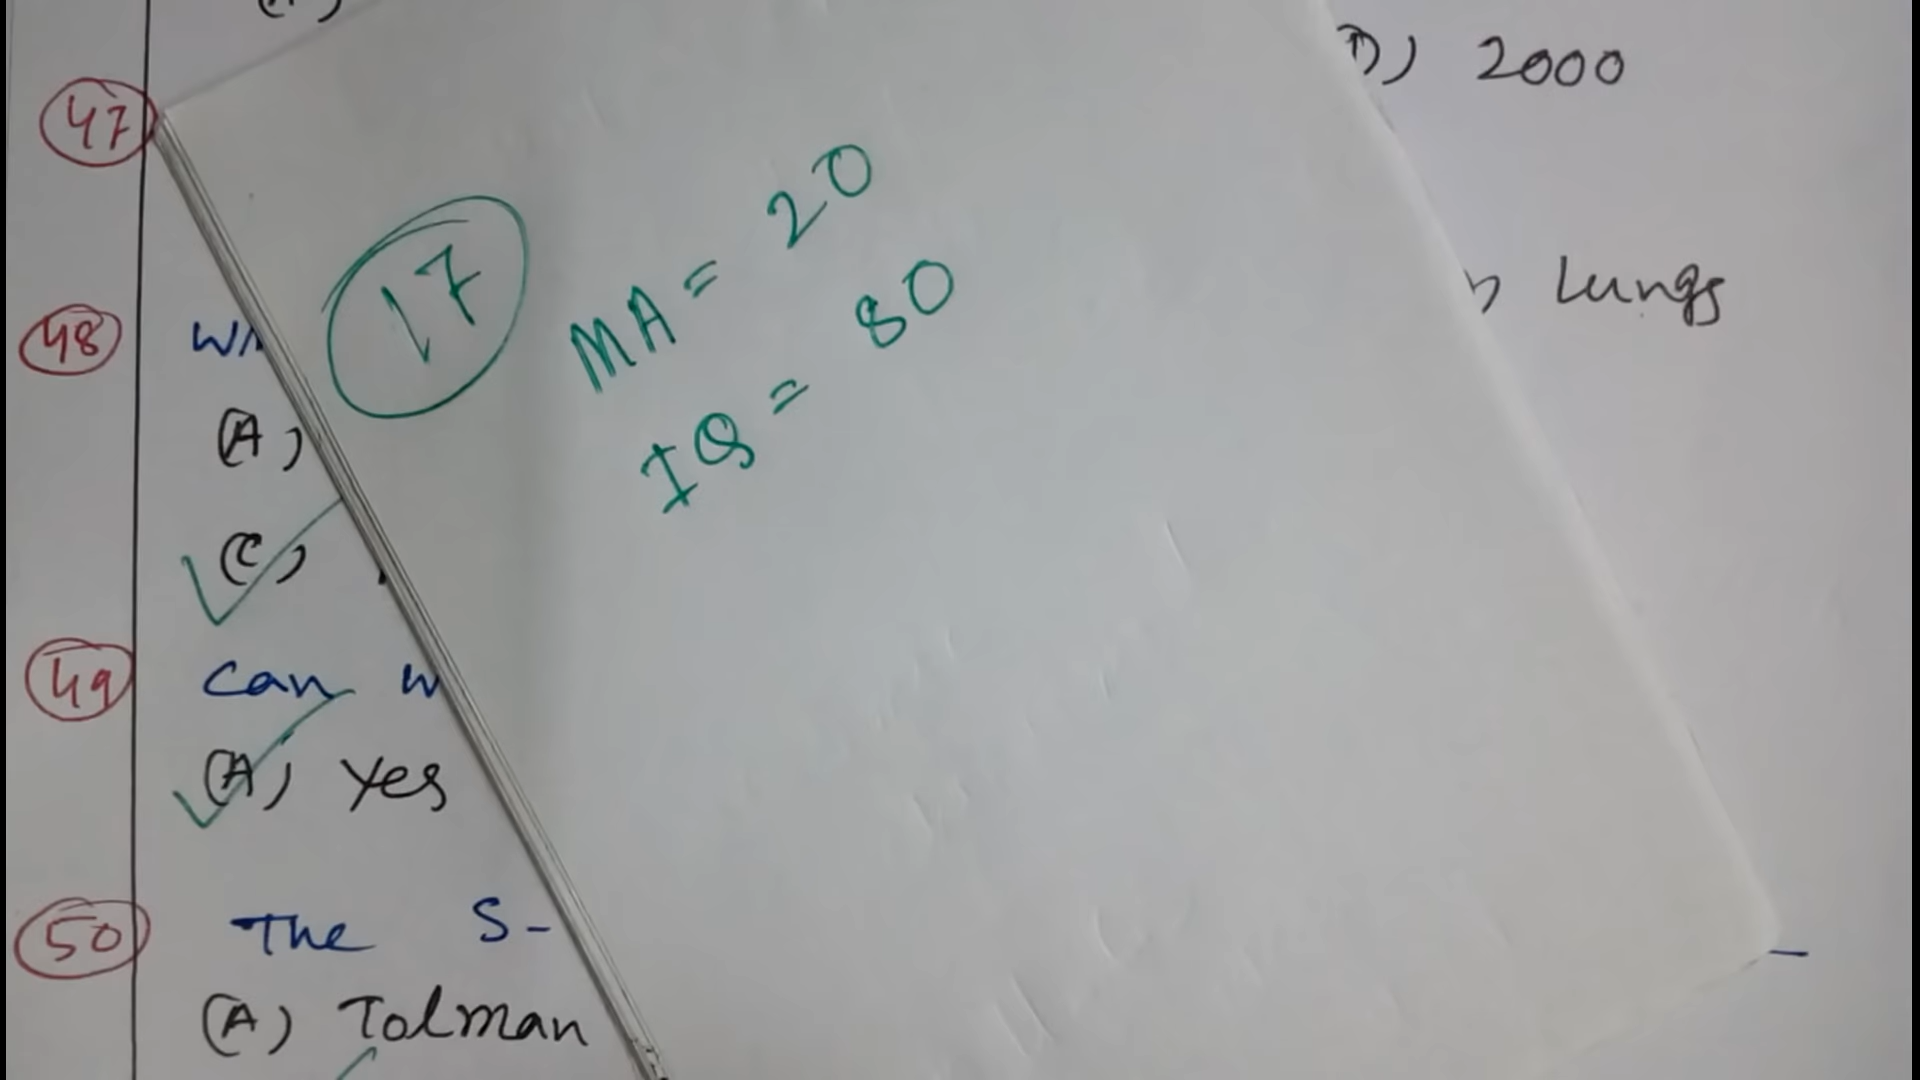 D) 2000
47
17 MA = 20
IQ = 80
Lungs
48
(A)
(C)
49 Can W
(A) Yes
50 The S-
(A) Tolman